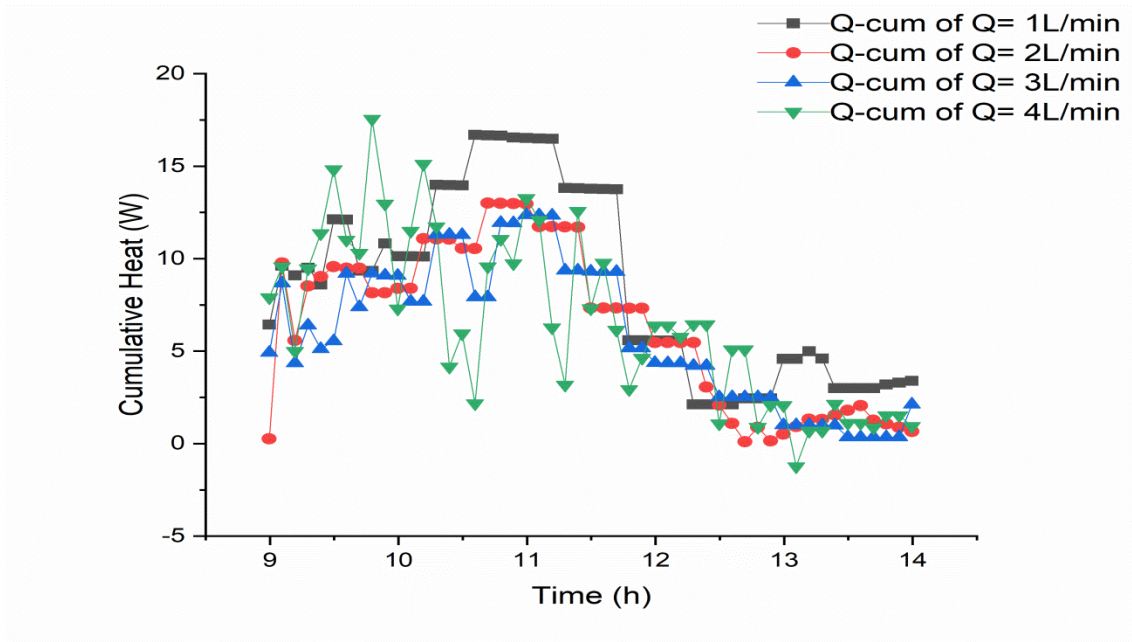 Q-cum of Q= 1L/min
Q-cum of Q= 2L/min
Q-cum of Q= 3L/min
Q-cum of Q= 4L/min
20
15
10
5
0
-5
Cumulative Heat (W)
9 10 11 12 13 14
Time (h)